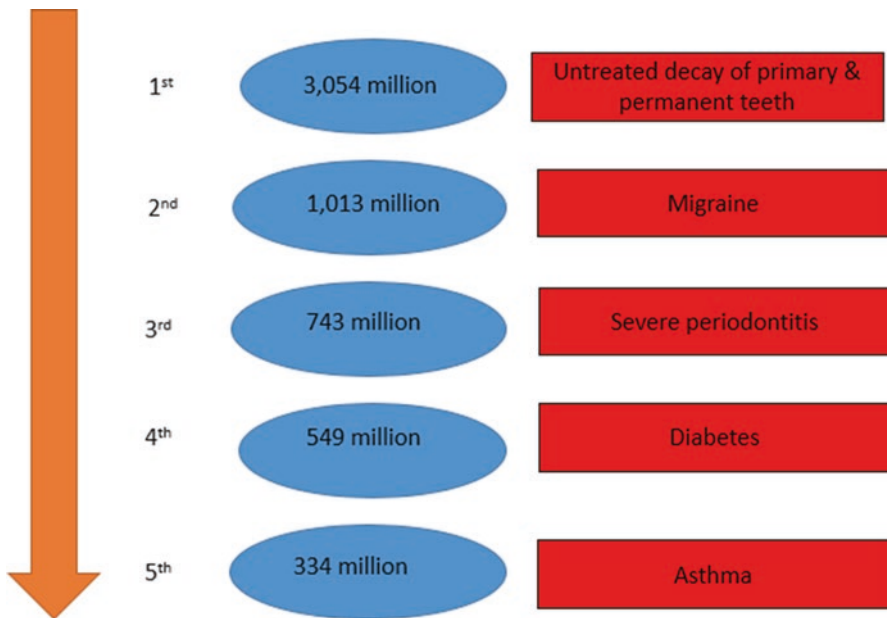 1st
3,054 million
Untreated decay of primary &
permanent teeth
2nd
1,013 million
Migraine
3rd
743 million
Severe periodontitis
4th
549 million
Diabetes
5th
334 million
Asthma